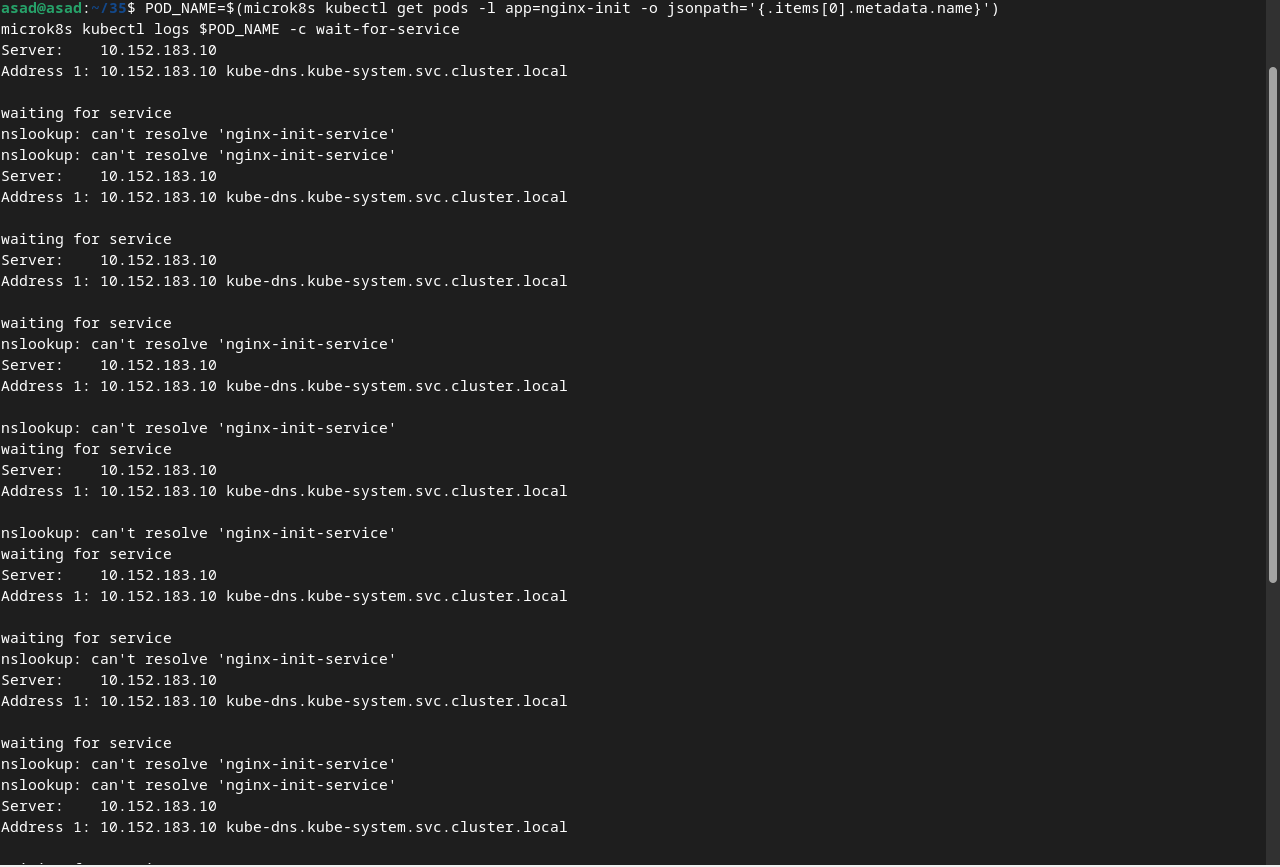 asad@asad:~/35$ POD_NAME=$(microk8s kubectl get pods -l app=nginx-init -o jsonpath='{.items[0].metadata.name}')
microk8s kubectl logs $POD_NAME -c wait-for-service
Server:    10.152.183.10
Address 1: 10.152.183.10 kube-dns.kube-system.svc.cluster.local

waiting for service
nslookup: can't resolve 'nginx-init-service'
nslookup: can't resolve 'nginx-init-service'
Server:    10.152.183.10
Address 1: 10.152.183.10 kube-dns.kube-system.svc.cluster.local

waiting for service
Server:    10.152.183.10
Address 1: 10.152.183.10 kube-dns.kube-system.svc.cluster.local

waiting for service
nslookup: can't resolve 'nginx-init-service'
Server:    10.152.183.10
Address 1: 10.152.183.10 kube-dns.kube-system.svc.cluster.local

nslookup: can't resolve 'nginx-init-service'
waiting for service
Server:    10.152.183.10
Address 1: 10.152.183.10 kube-dns.kube-system.svc.cluster.local

nslookup: can't resolve 'nginx-init-service'
waiting for service
Server:    10.152.183.10
Address 1: 10.152.183.10 kube-dns.kube-system.svc.cluster.local

waiting for service
nslookup: can't resolve 'nginx-init-service'
Server:    10.152.183.10
Address 1: 10.152.183.10 kube-dns.kube-system.svc.cluster.local

waiting for service
nslookup: can't resolve 'nginx-init-service'
nslookup: can't resolve 'nginx-init-service'
Server:    10.152.183.10
Address 1: 10.152.183.10 kube-dns.kube-system.svc.cluster.local